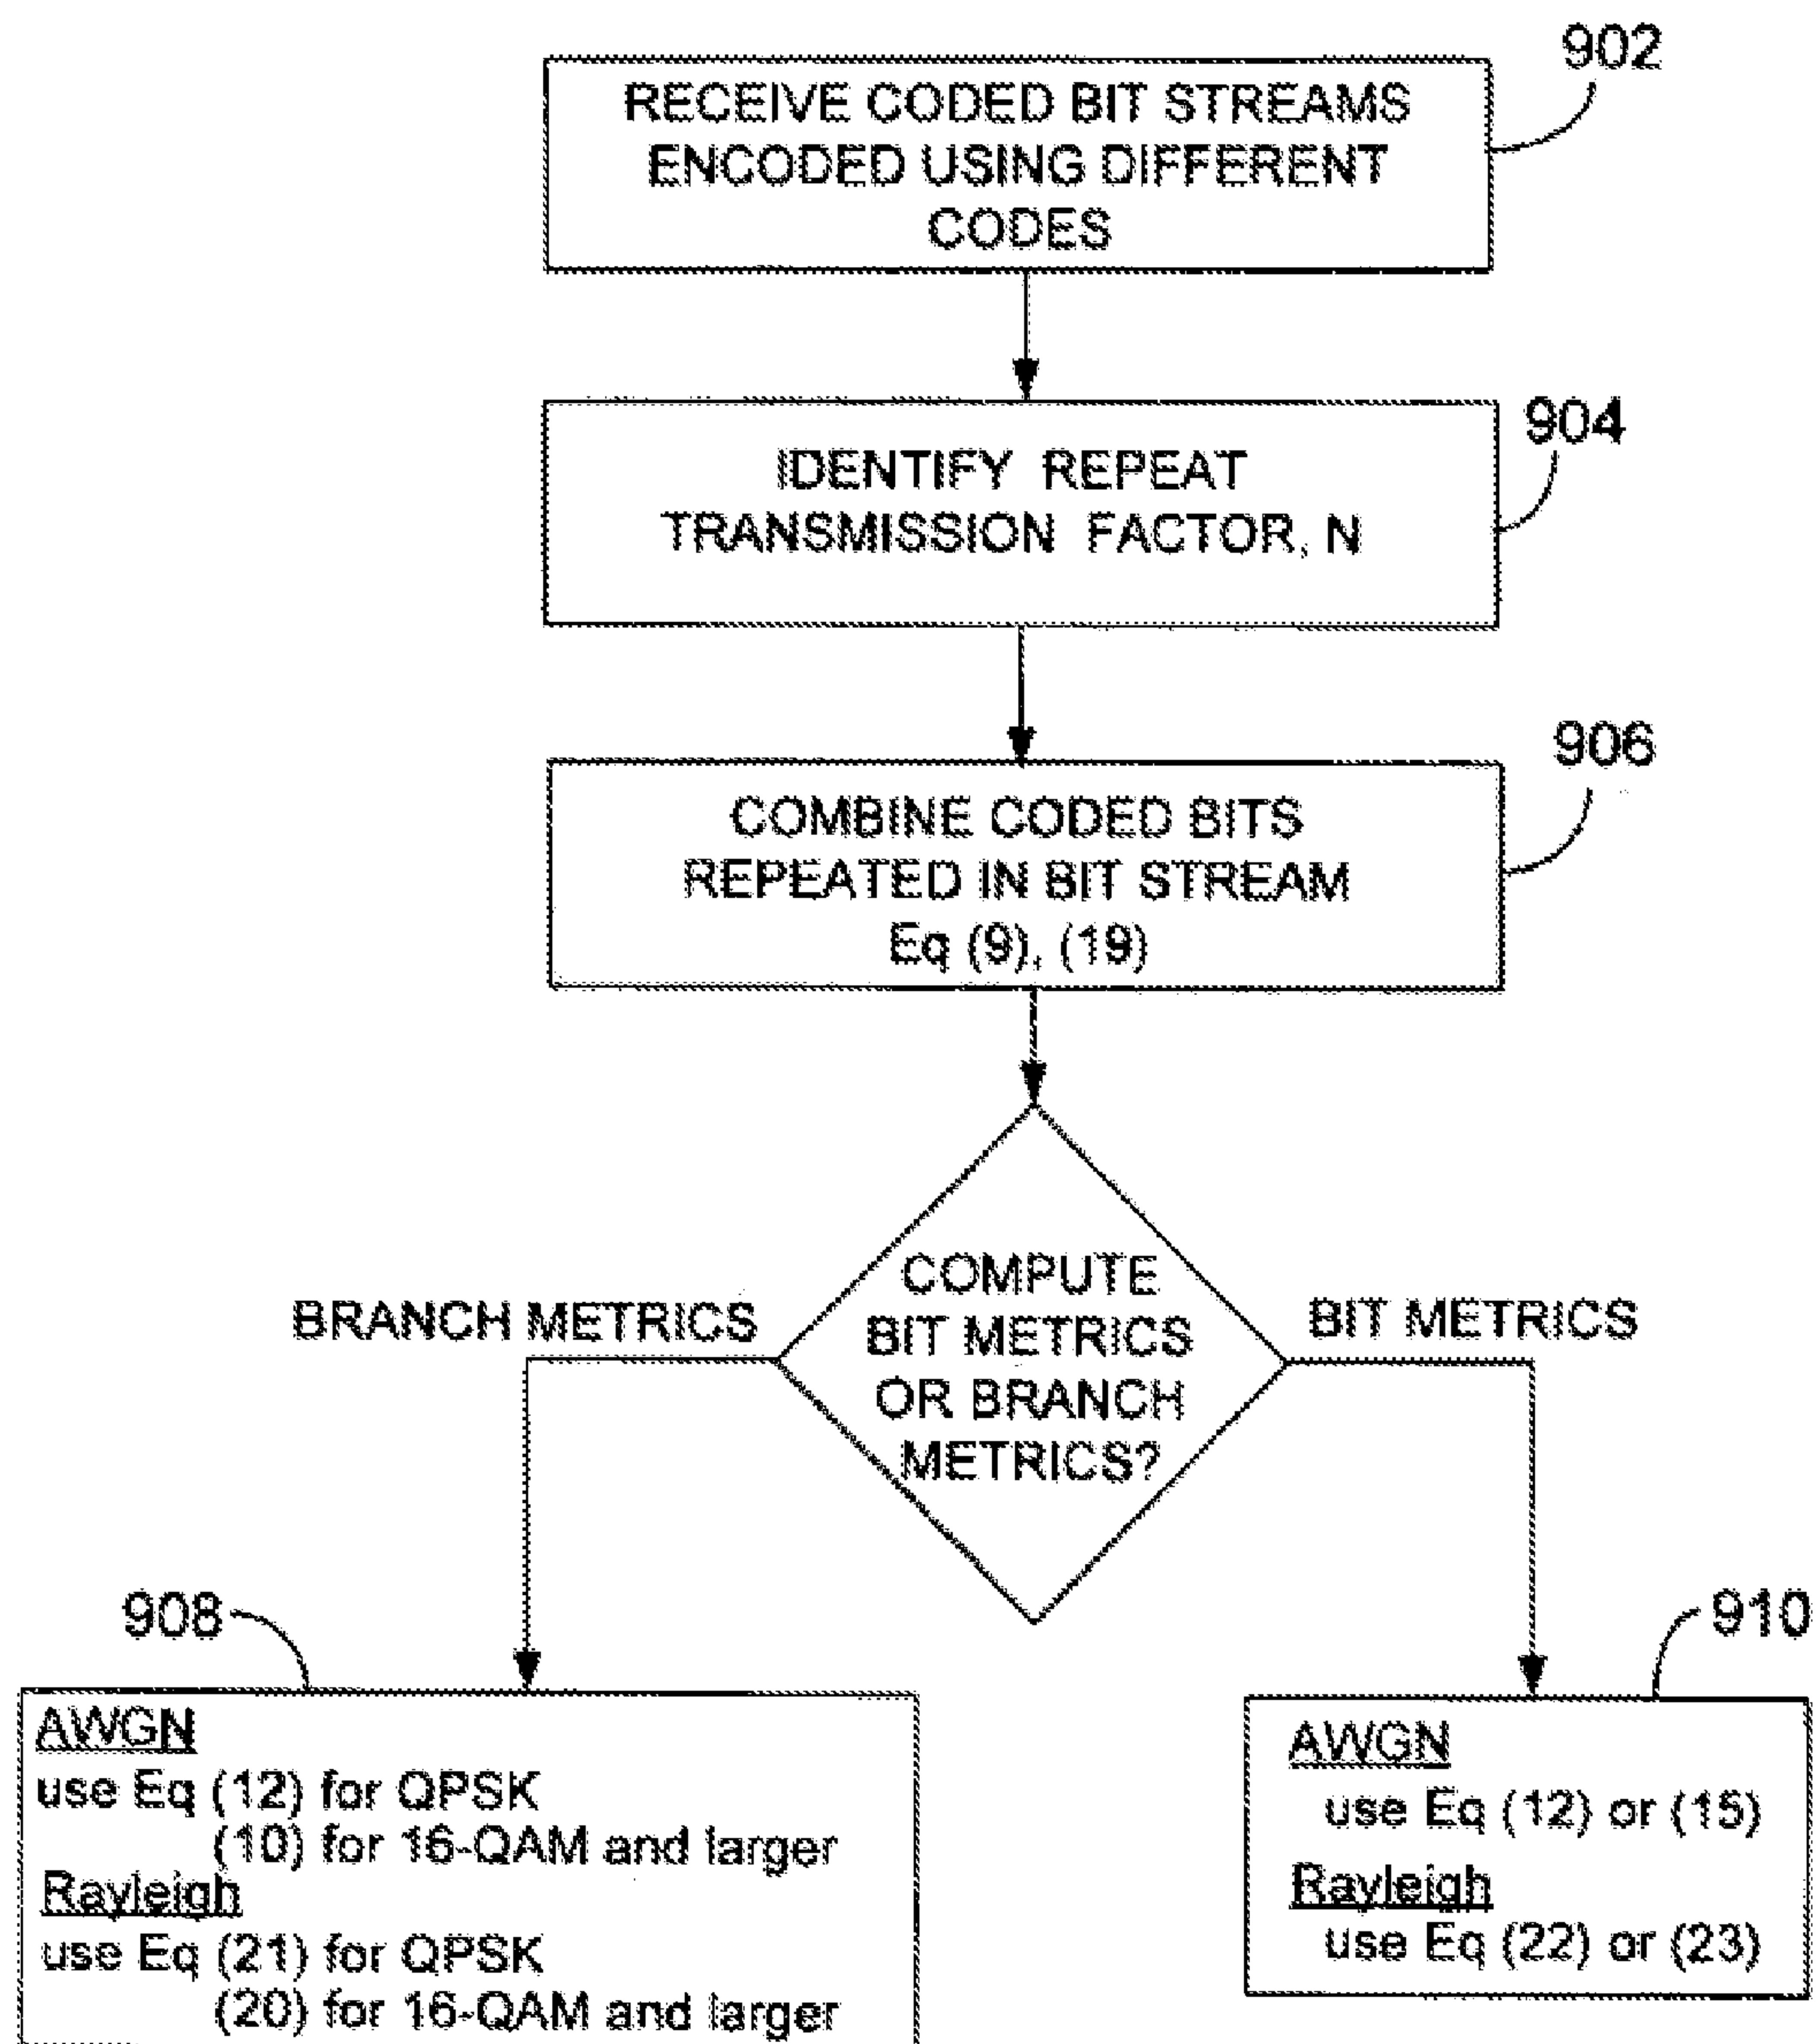 902
RECEIVE CODED BIT STREAMS
ENCODED USING DIFFERENT
CODES
904
IDENTIFY REPEAT
TRANSMISSION FACTOR, N
906
COMBINE CODED BITS
REPEATED IN BIT STREAM
Eq (9), (19)
COMPUTE
BIT METRICS
OR BRANCH
METRICS?
BRANCH METRICS
BIT METRICS
908
AWGN
use Eq (12) for QPSK
(10) for 16-QAM and larger
Rayleigh
use Eq (21) for QPSK
(20) for 16-QAM and larger
910
AWGN
use Eq (12) or (15)
Rayleigh
use Eq (22) or (23)